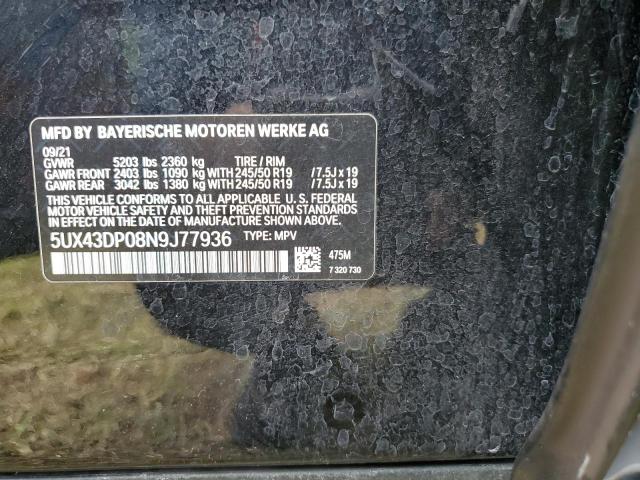 MFD BY BAYERISCHE MOTOREN WERKE AG
09/21
GVWR 5203 lbs 2360 kg TIRE / RIM
GAWR FRONT 2403 lbs 1090 kg WITH 245/50 R19 /7.5J x 19
GAWR REAR 3042 lbs 1380 kg WITH 245/50 R19 /7.5J x 19
THIS VEHICLE CONFORMS TO ALL APPLICABLE U. S. FEDERAL
MOTOR VEHICLE SAFETY AND THEFT PREVENTION STANDARDS
IN EFFECT ON THE DATE OF MANUFACTURE SHOWN ABOVE.
5UX43DP08N9J77936 TYPE: MPV
475M
7 320 730